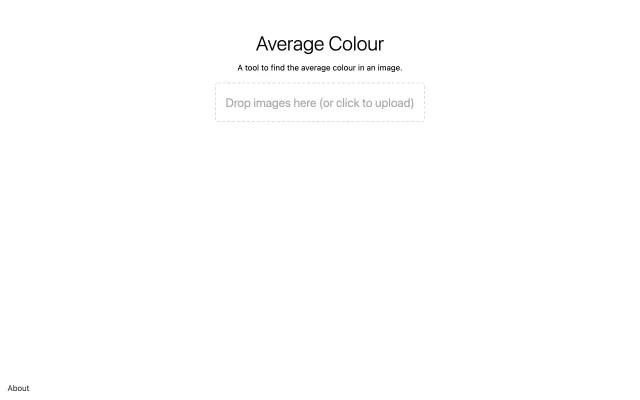 Average Colour
A tool to find the average colour in an image.
Drop images here (or click to upload)
About